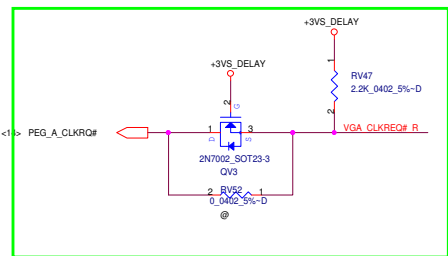 +3VS_DELAY
+3VS_DELAY
1
RV47
2.2K_0402_5%~D
2
2
G
PEG_A_CLKRQ#
1
3
VGA_CLKREQ#_R
D
S
2N7002_SOT23-3
QV3
2
RV52
1
0_0402_5%~D
@